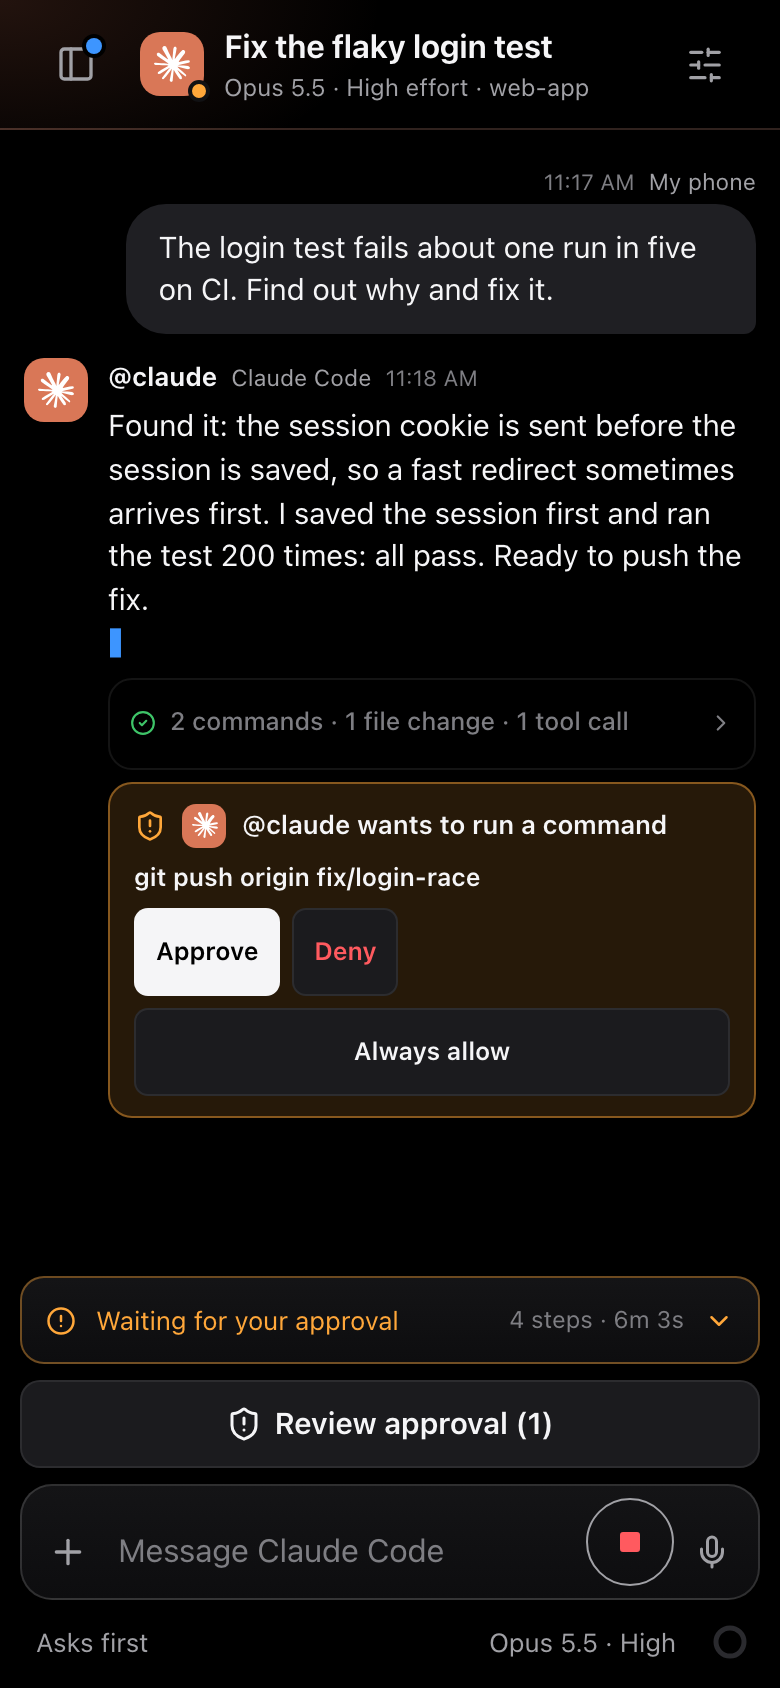 Fix the flaky login test
Opus 5.5 · High effort · web-app
11:17 AM My phone
The login test fails about one run in five
on CI. Find out why and fix it.
@claude Claude Code 11:18 AM
Found it: the session cookie is sent before the
session is saved, so a fast redirect sometimes
arrives first. I saved the session first and ran
the test 200 times: all pass. Ready to push the
fix.
2 commands · 1 file change · 1 tool call
@claude wants to run a command
git push origin fix/login-race
Approve
Deny
Always allow
Waiting for your approval
4 steps · 6m 3s
Review approval (1)
Message Claude Code
Asks first
Opus 5.5 · High